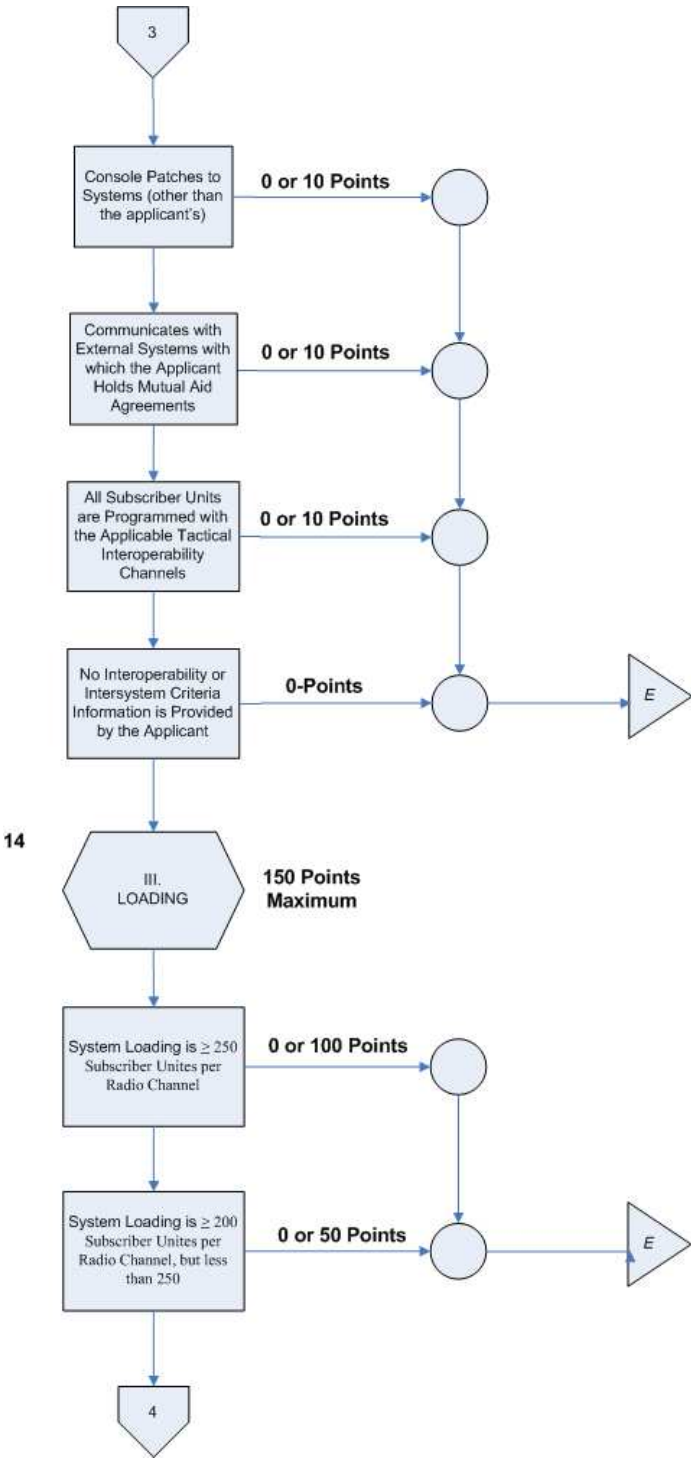 3
Console Patches to
Systems (other than
the applicant's)
0 or 10 Points
Communicates with
External Systems with
which the Applicant
Holds Mutual Aid
Agreements
0 or 10 Points
All Subscriber Units
are Programmed with
the Applicable Tactical
Interoperability
Channels
0 or 10 Points
No Interoperability or
Intersystem Criteria
Information is Provided
by the Applicant
0-Points
E
14
III.
LOADING
150 Points
Maximum
System Loading is ≥ 250
Subscriber Unites per
Radio Channel
0 or 100 Points
System Loading is ≥ 200
Subscriber Unites per
Radio Channel, but less
than 250
0 or 50 Points
E
4